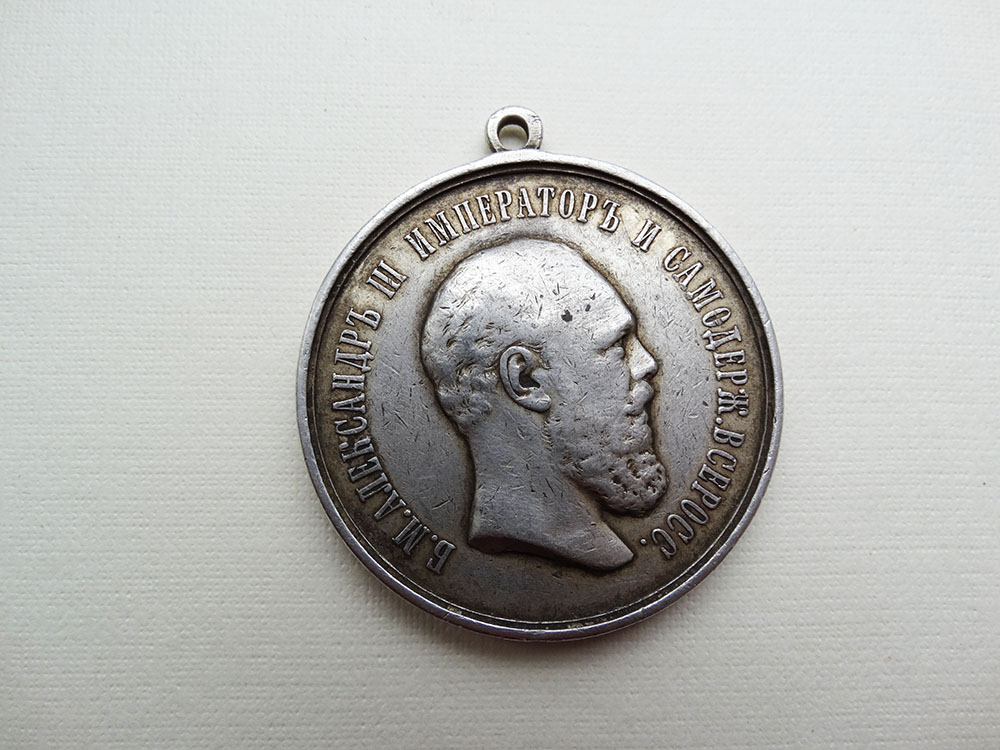 Б.М.АЛЕКСАНДРЪ III ИМПЕРАТОРЪ И САМОДЕРЖ.ВСЕРОСС.